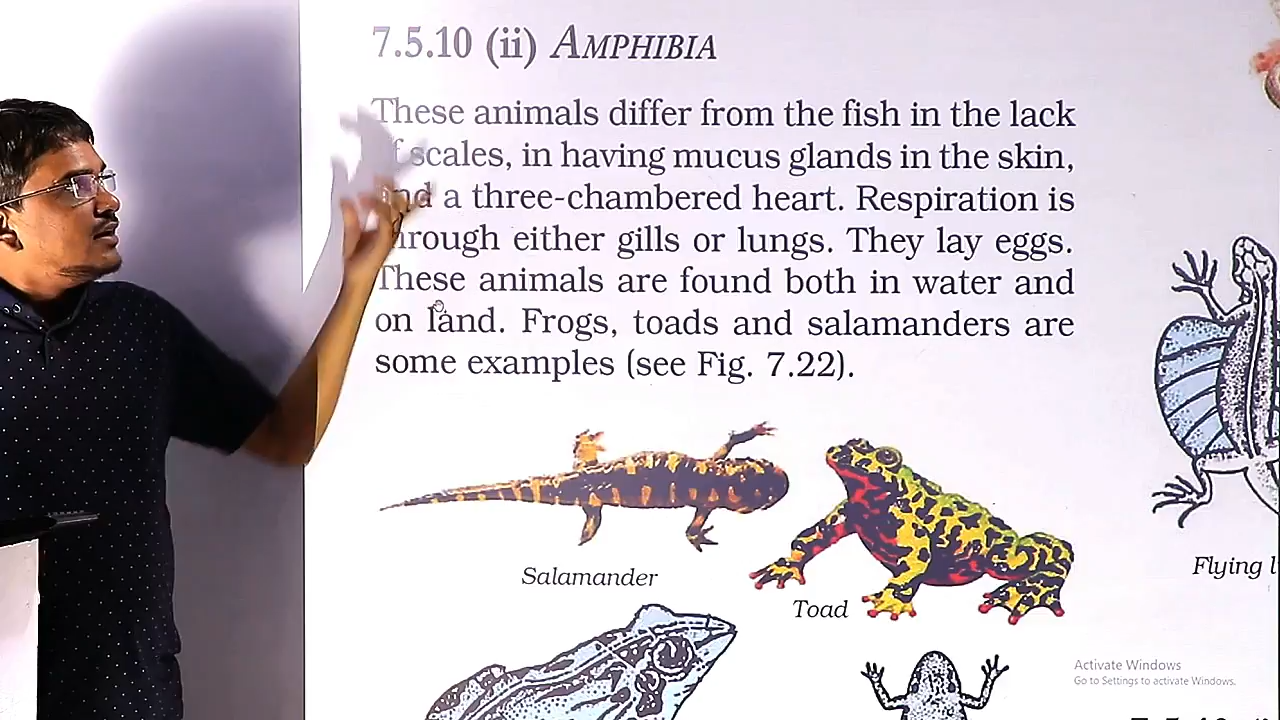 7.5.10 (ii) AMPHIBIA
These animals differ from the fish in the lack
of scales, in having mucus glands in the skin,
and a three-chambered heart. Respiration is
through either gills or lungs. They lay eggs.
These animals are found both in water and
on land. Frogs, toads and salamanders are
some examples (see Fig. 7.22).
Salamander
Toad
Flying
Activate Windows
Go to Settings to activate Windows.